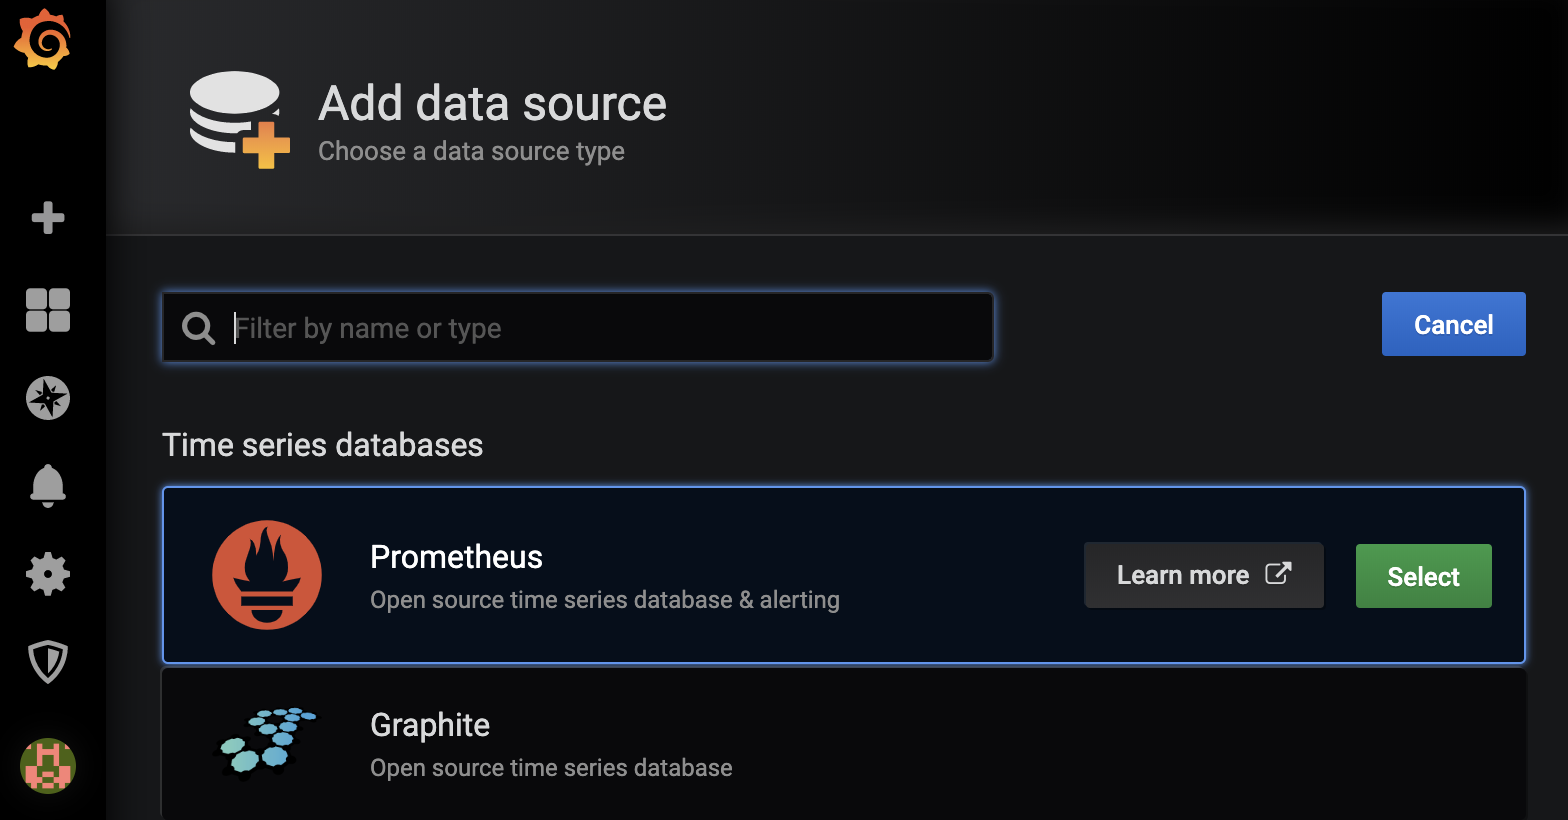 Add data source
Choose a data source type
Filter by name or type
Cancel
Time series databases
Prometheus
Open source time series database & alerting
Learn more
Select
Graphite
Open source time series database